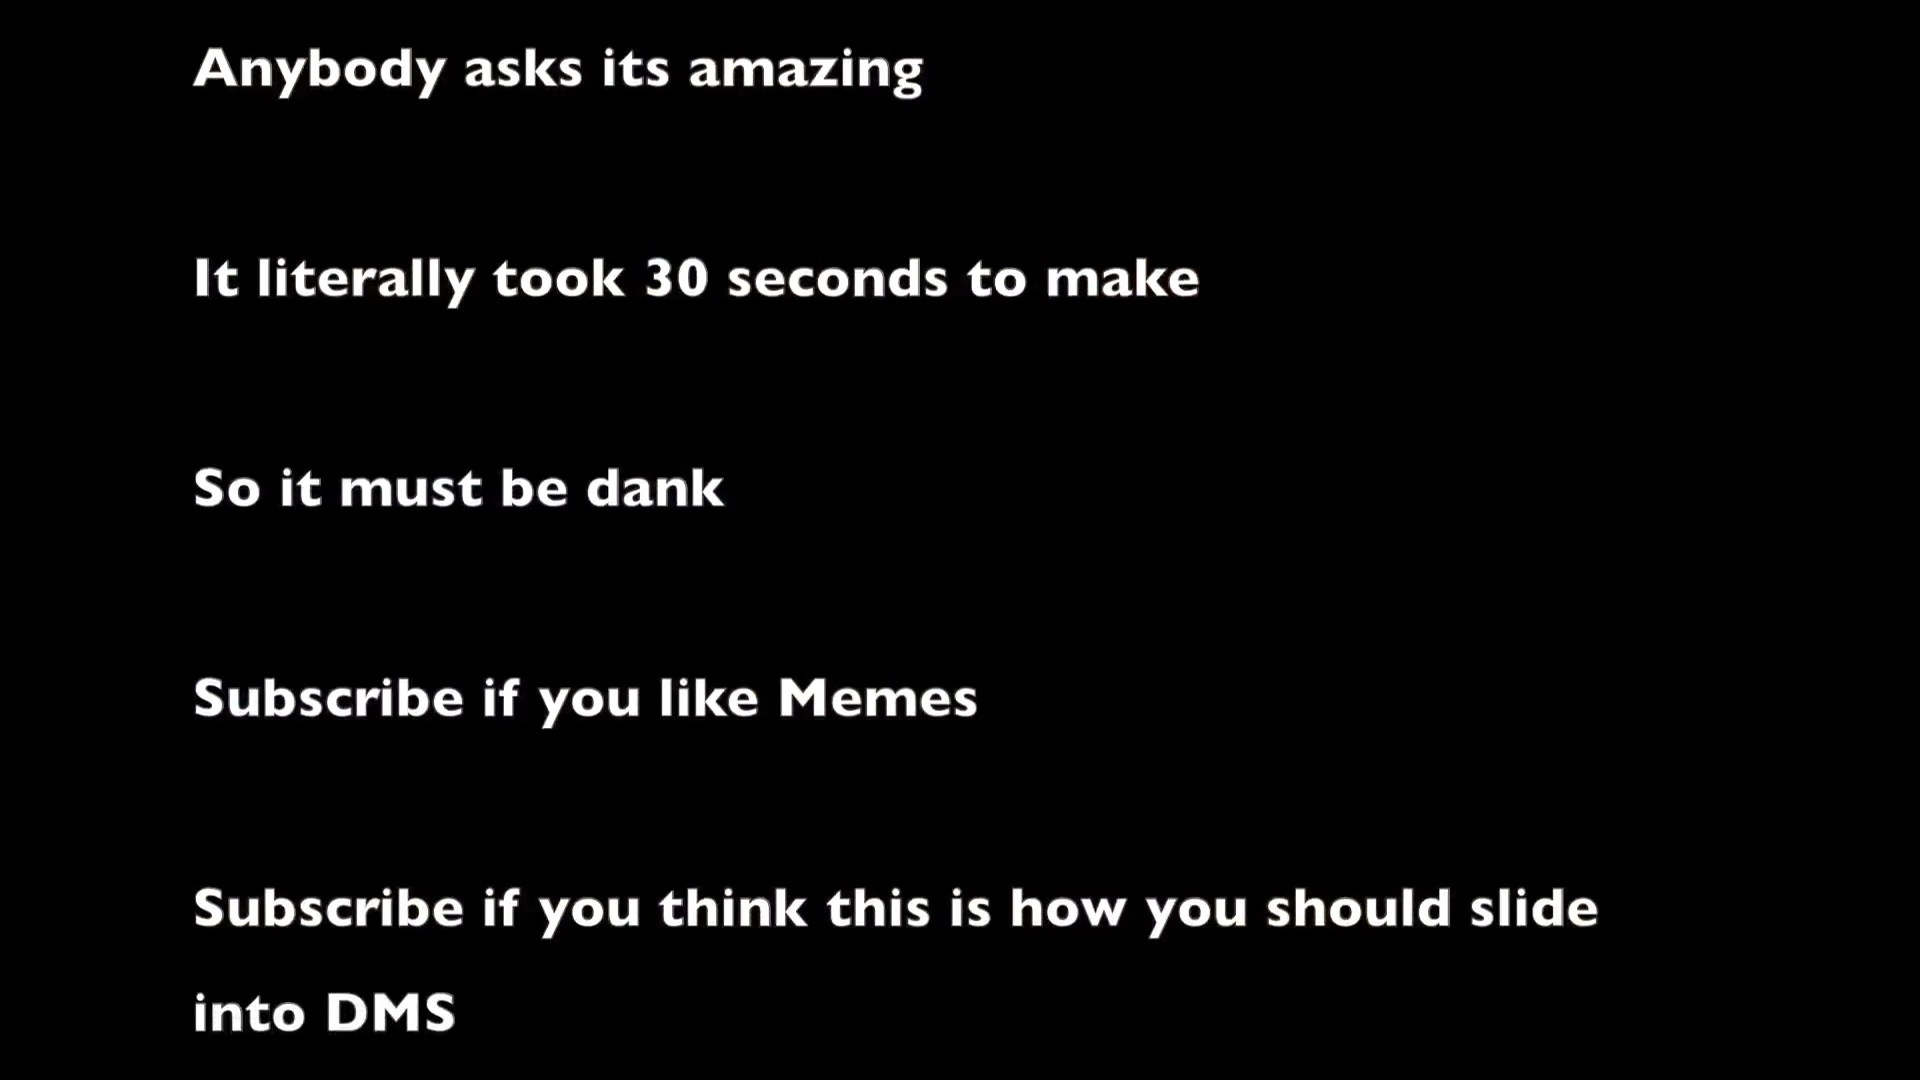 Anybody asks its amazing
It literally took 30 seconds to make
So it must be dank
Subscribe if you like Memes
Subscribe if you think this is how you should slide
into DMS